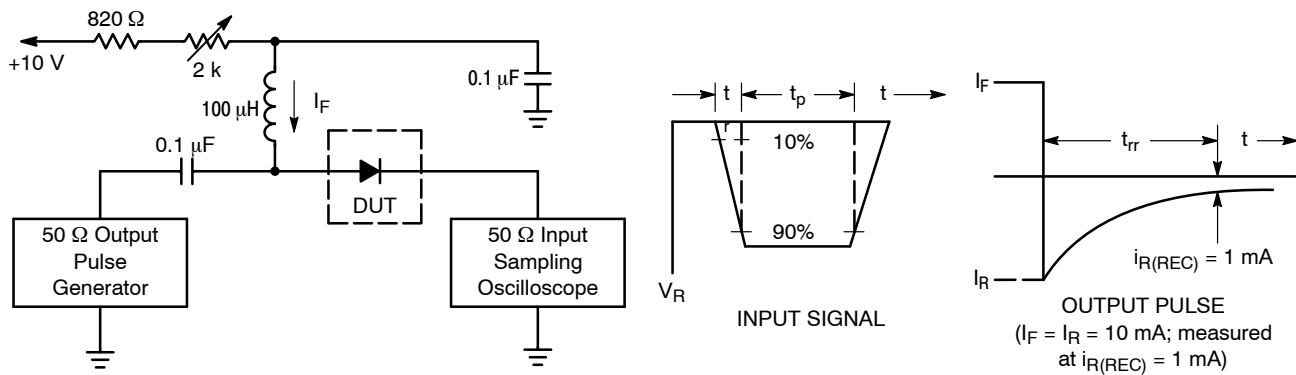 820 Ω
+10 V
2 k
100 μH
I_F
0.1 μF
0.1 μF
DUT
50 Ω Output
Pulse
Generator
50 Ω Input
Sampling
Oscilloscope
t
t_p
t
r
10%
90%
V_R
INPUT SIGNAL
I_F
t_rr
t
i_R(REC) = 1 mA
I_R
OUTPUT PULSE
(I_F = I_R = 10 mA; measured
at i_R(REC) = 1 mA)